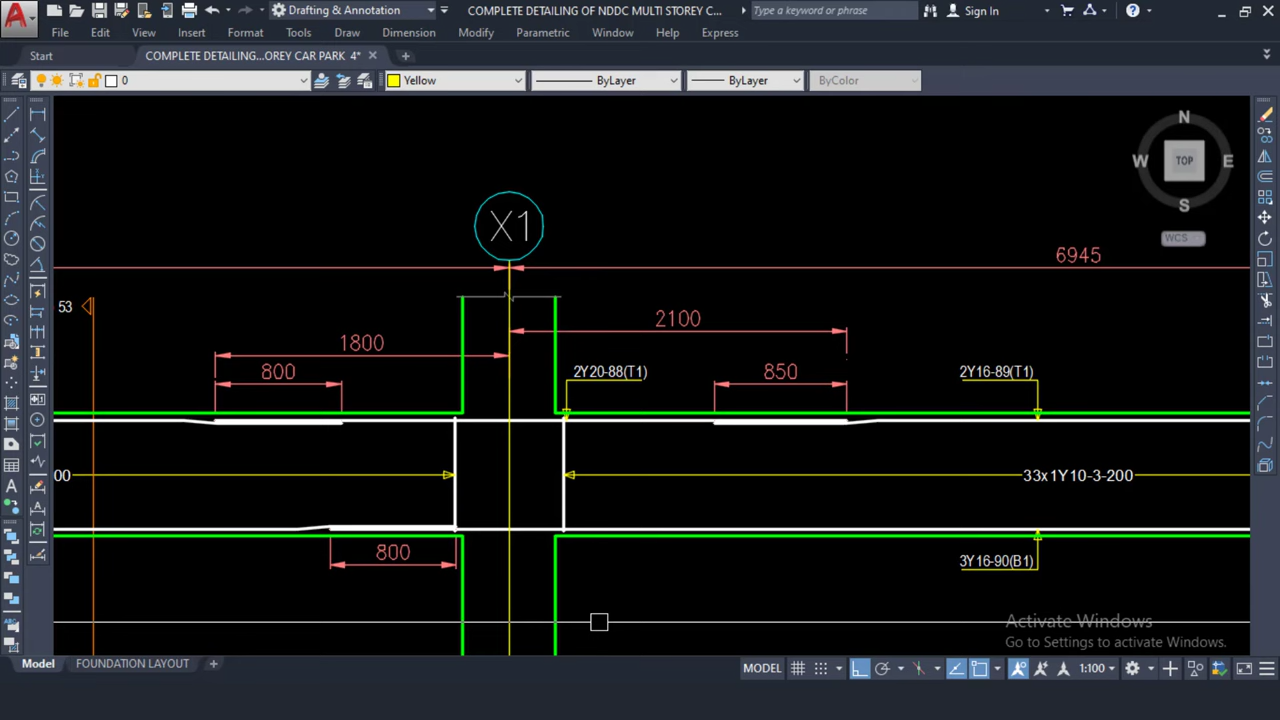 Drafting & Annotation
COMPLETE DETAILING OF NDDC MULTI STOREY C...
Type a keyword or phrase
Sign In
File Edit View Insert Format Tools Draw Dimension Modify Parametric Window Help Express
Start
COMPLETE DETAILING...OREY CAR PARK 4*
0
Yellow
ByLayer
ByLayer
ByColor
N
W
TOP
E
S
WCS
X1
6945
53
2100
1800
800
2Y20-88(T1)
850
2Y16-89(T1)
00
33x1Y10-3-200
800
3Y16-90(B1)
Activate Windows
Go to Settings to activate Windows.
Model
FOUNDATION LAYOUT
MODEL
1:100